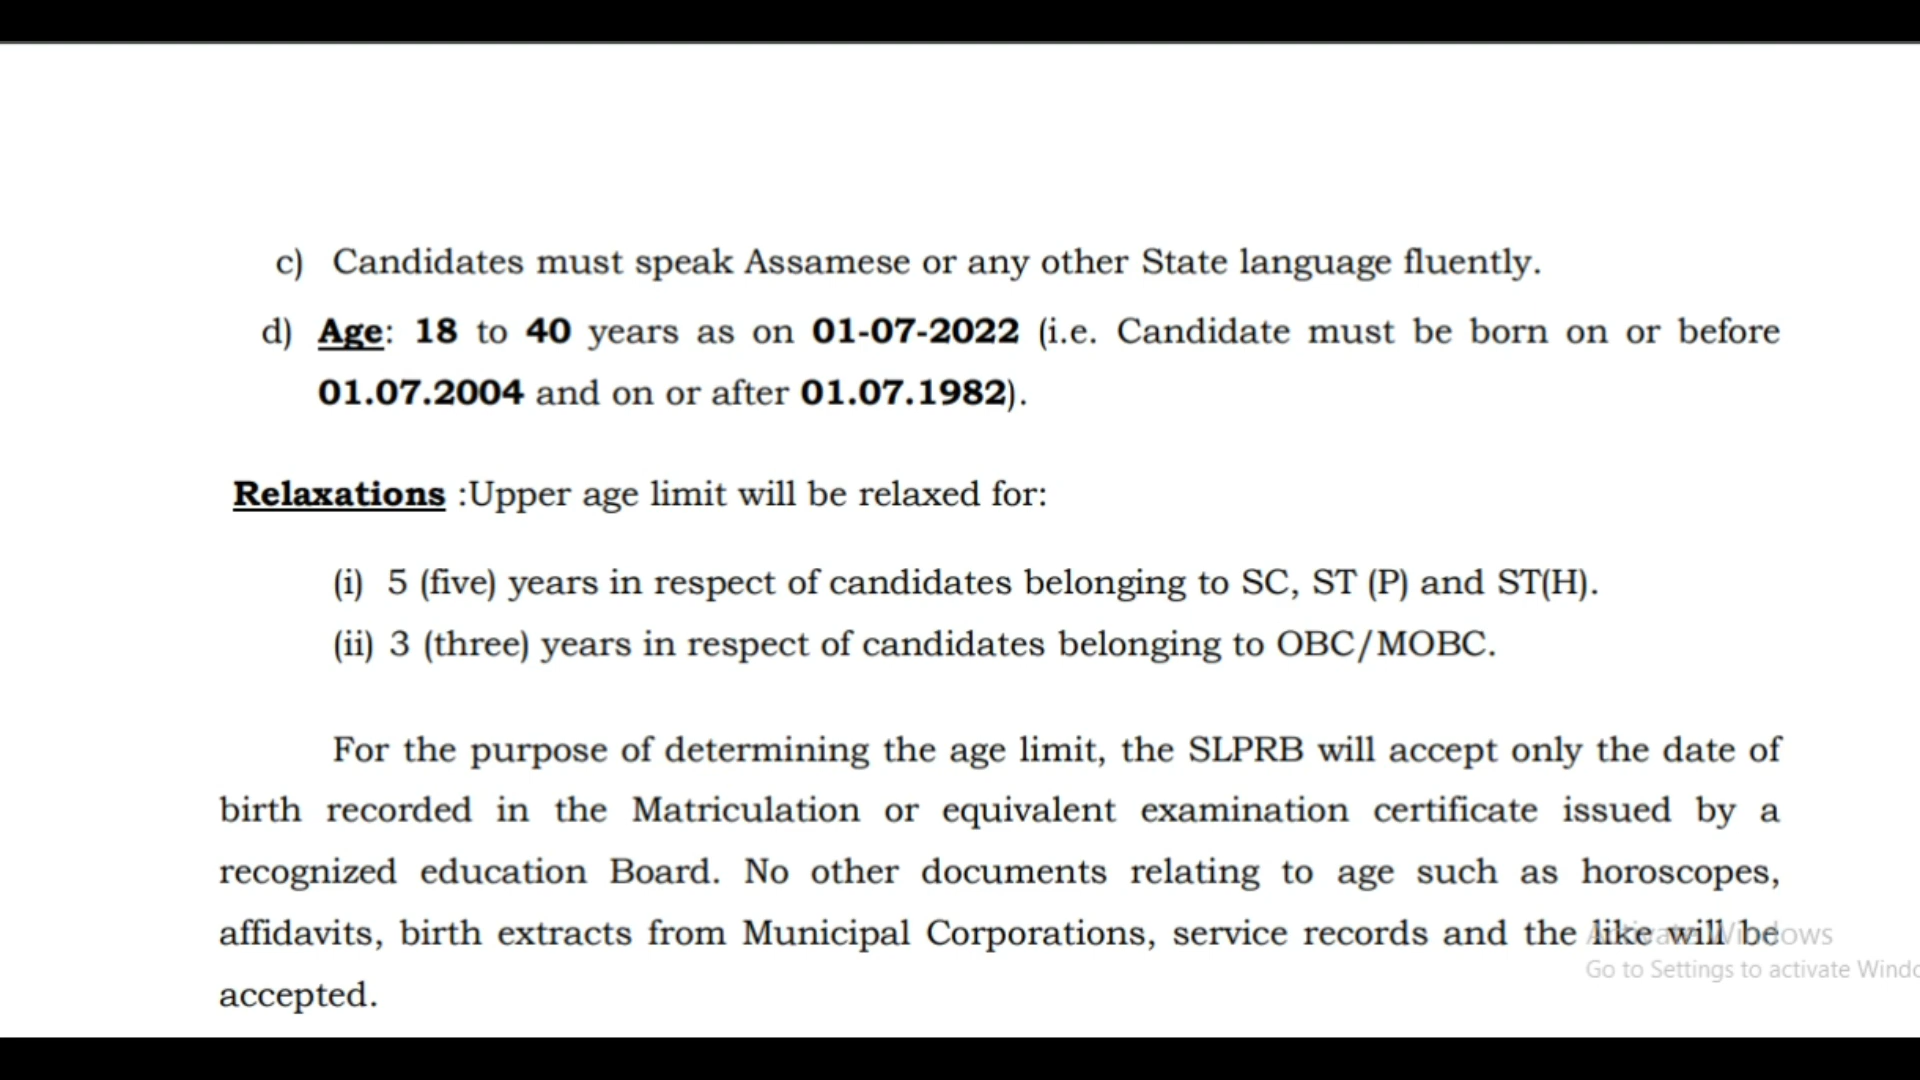 c) Candidates must speak Assamese or any other State language fluently.
d) Age: 18 to 40 years as on 01-07-2022 (i.e. Candidate must be born on or before
01.07.2004 and on or after 01.07.1982).
Relaxations :Upper age limit will be relaxed for:
(i) 5 (five) years in respect of candidates belonging to SC, ST (P) and ST(H).
(ii) 3 (three) years in respect of candidates belonging to OBC/MOBC.
For the purpose of determining the age limit, the SLPRB will accept only the date of
birth recorded in the Matriculation or equivalent examination certificate issued by a
recognized education Board. No other documents relating to age such as horoscopes,
affidavits, birth extracts from Municipal Corporations, service records and the like will be
accepted.
Activate Windows
Go to Settings to activate Windo